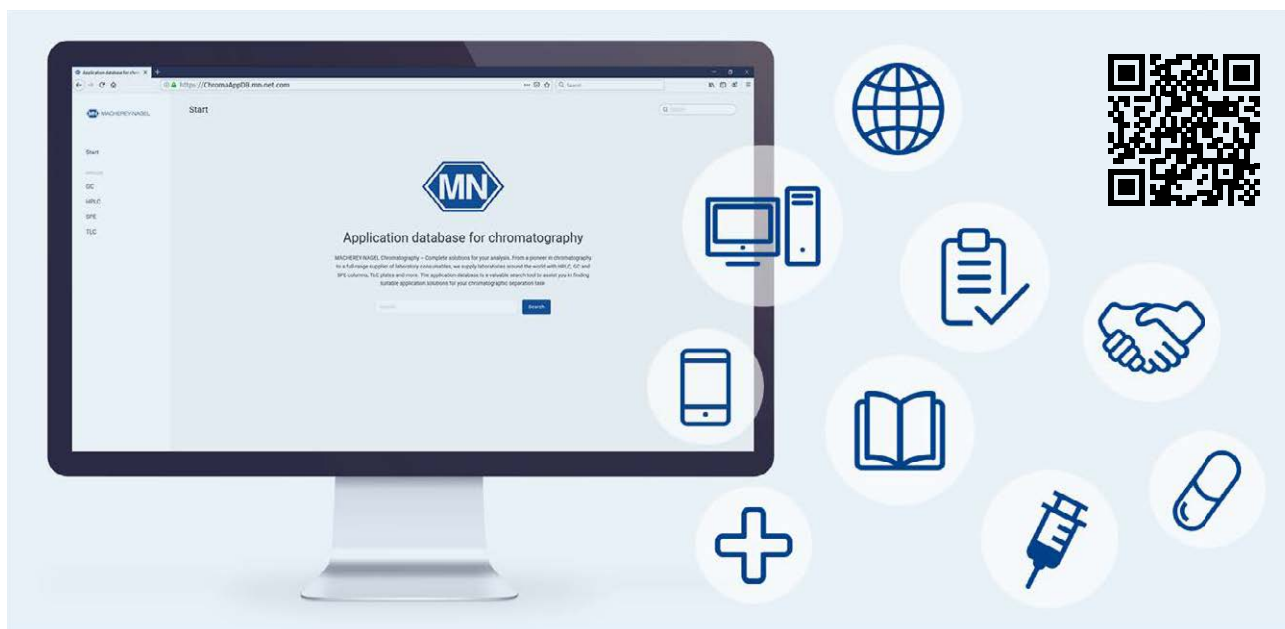 Application database for chro
https://ChromaAppDB.mn-net.com
Search
MN MACHEREY-NAGEL
Start
Start
GC
HPLC
SPE
TLC
MN
Application database for chromatography
MACHEREY-NAGEL Chromatography – Complete solutions for your analysis. From a pioneer in chromatography
to a full-range supplier of laboratory consumables, we supply laboratories around the world with HPLC, GC and
SPE columns, TLC plates and more. The application database is a valuable search tool to assist you in finding
suitable application solutions for your chromatographic separation task
Search